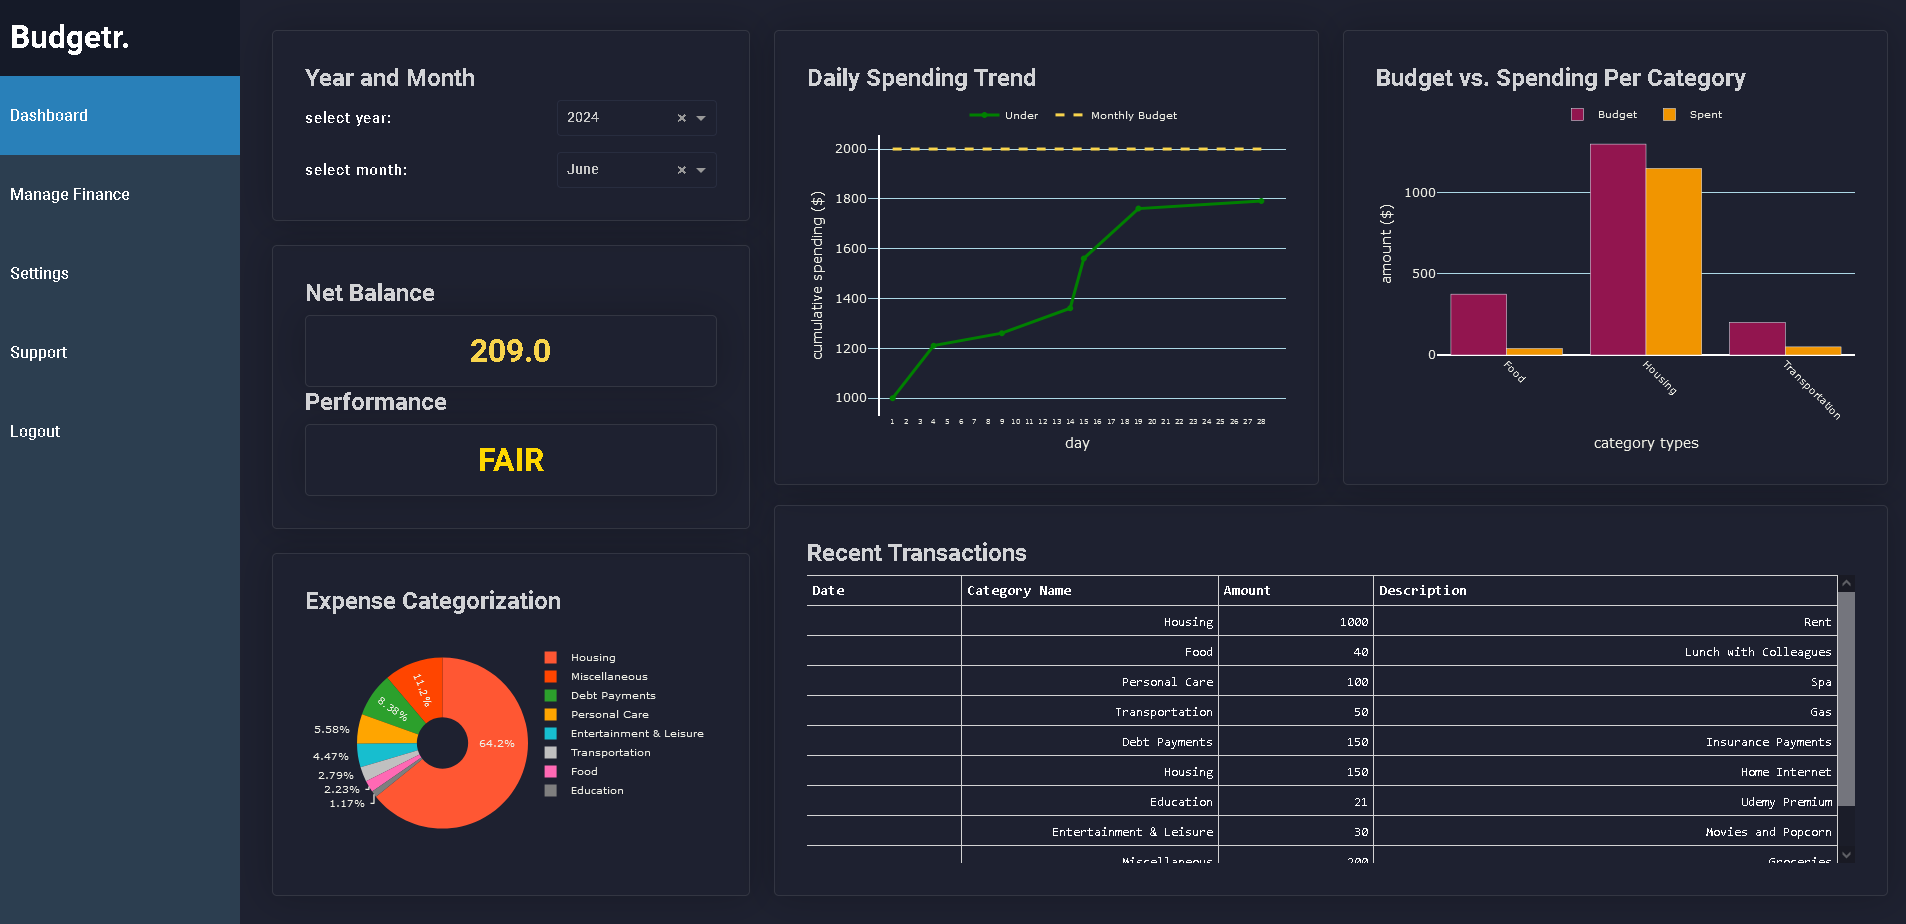 Budgetr.
Dashboard
Manage Finance
Settings
Support
Logout
Year and Month
select year:
2024
× 
select month:
June
×
Net Balance
209.0
Performance
FAIR
Expense Categorization
64.2%
11.2%
8.38%
5.58%
4.47%
2.79%
2.23%
1.17%
Housing
Miscellaneous
Debt Payments
Personal Care
Entertainment & Leisure
Transportation
Food
Education
Daily Spending Trend
Under Monthly Budget
cumulative spending ($)
2000
1800
1600
1400
1200
1000
1 2 3 4 5 6 7 8 9 10 11 12 13 14 15 16 17 18 19 20 21 22 23 24 25 26 27 28
day
Budget vs. Spending Per Category
Budget Spent
amount ($)
1000
500
0
Food Housing Transportation
category types
Recent Transactions
Date Category Name Amount Description
Housing 1000 Rent
Food 40 Lunch with Colleagues
Personal Care 100 Spa
Transportation 50 Gas
Debt Payments 150 Insurance Payments
Housing 150 Home Internet
Education 21 Udemy Premium
Entertainment & Leisure 30 Movies and Popcorn
Miscellaneous 200 Groceries